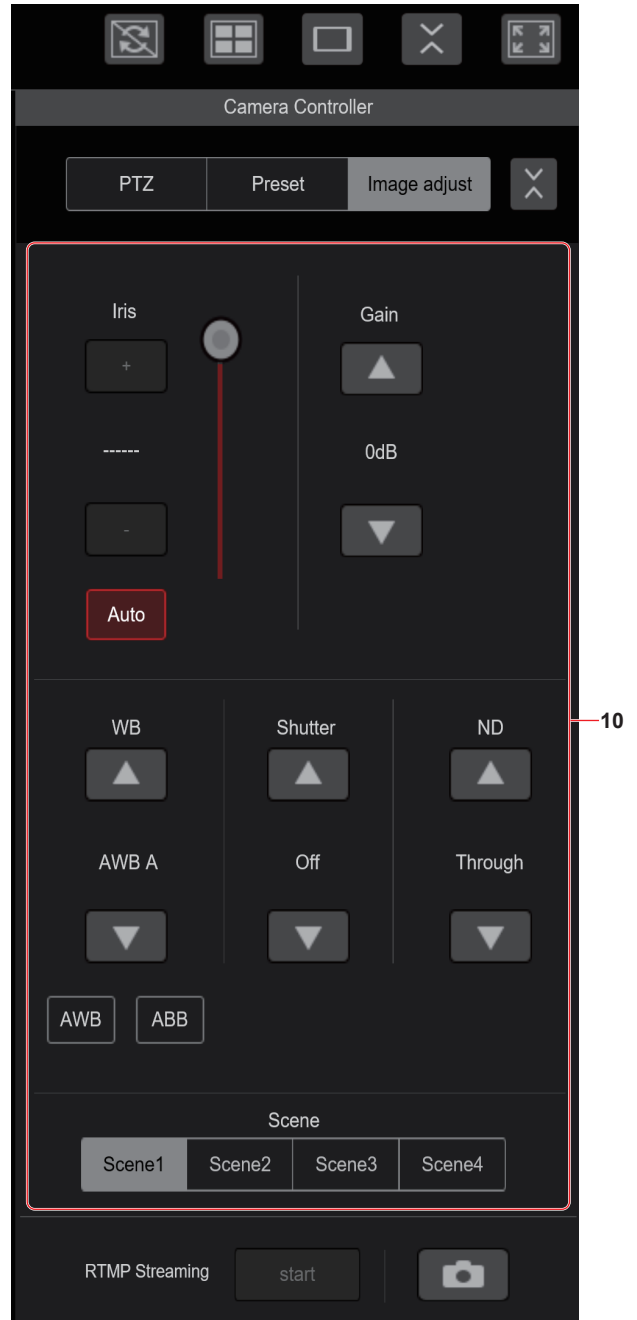 Camera Controller
PTZ Preset Image adjust
Iris Gain
+
------ 0dB
-
Auto
10
WB Shutter ND
AWB A Off Through
AWB ABB
Scene
Scene1 Scene2 Scene3 Scene4
RTMP Streaming start